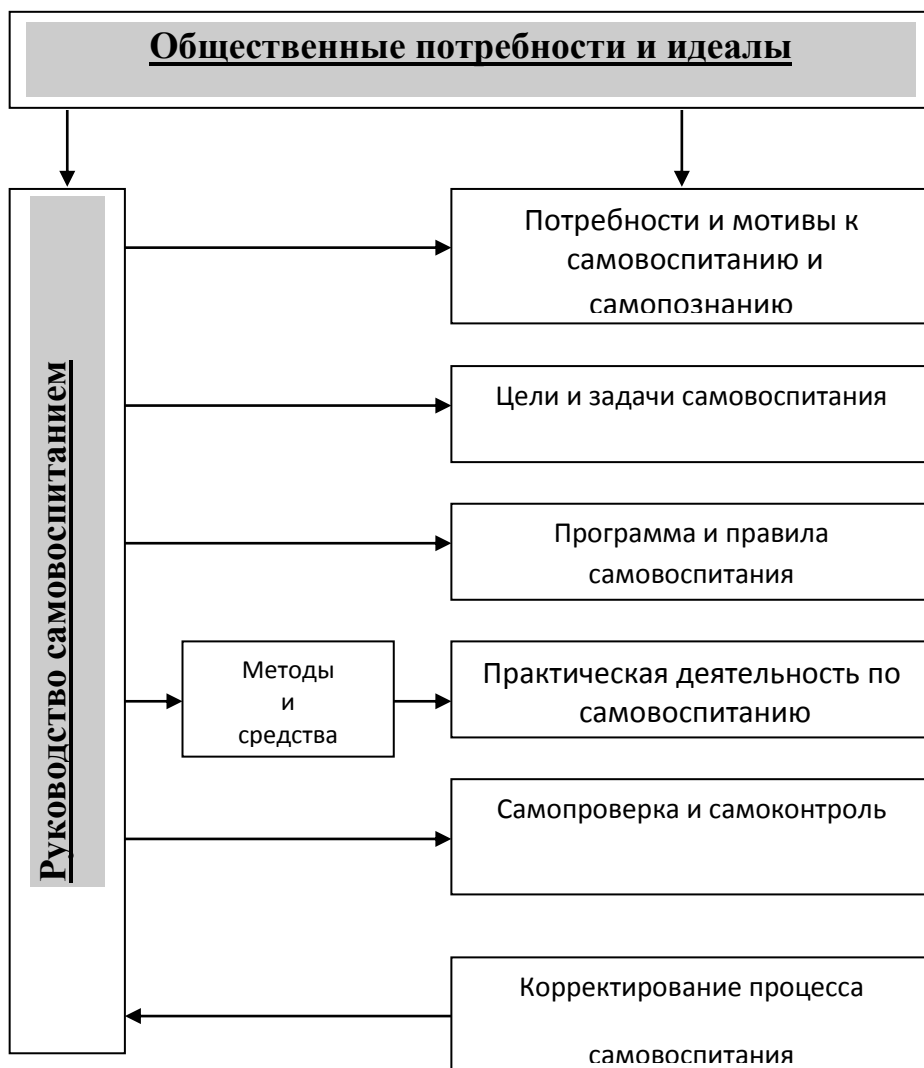 Общественные потребности и идеалы
Руководство самовоспитанием
Потребности и мотивы к
самовоспитанию и
самопознанию
Цели и задачи самовоспитания
Программа и правила
самовоспитания
Методы
и
средства
Практическая деятельность по
самовоспитанию
Самопроверка и самоконтроль
Корректирование процесса
самовоспитания